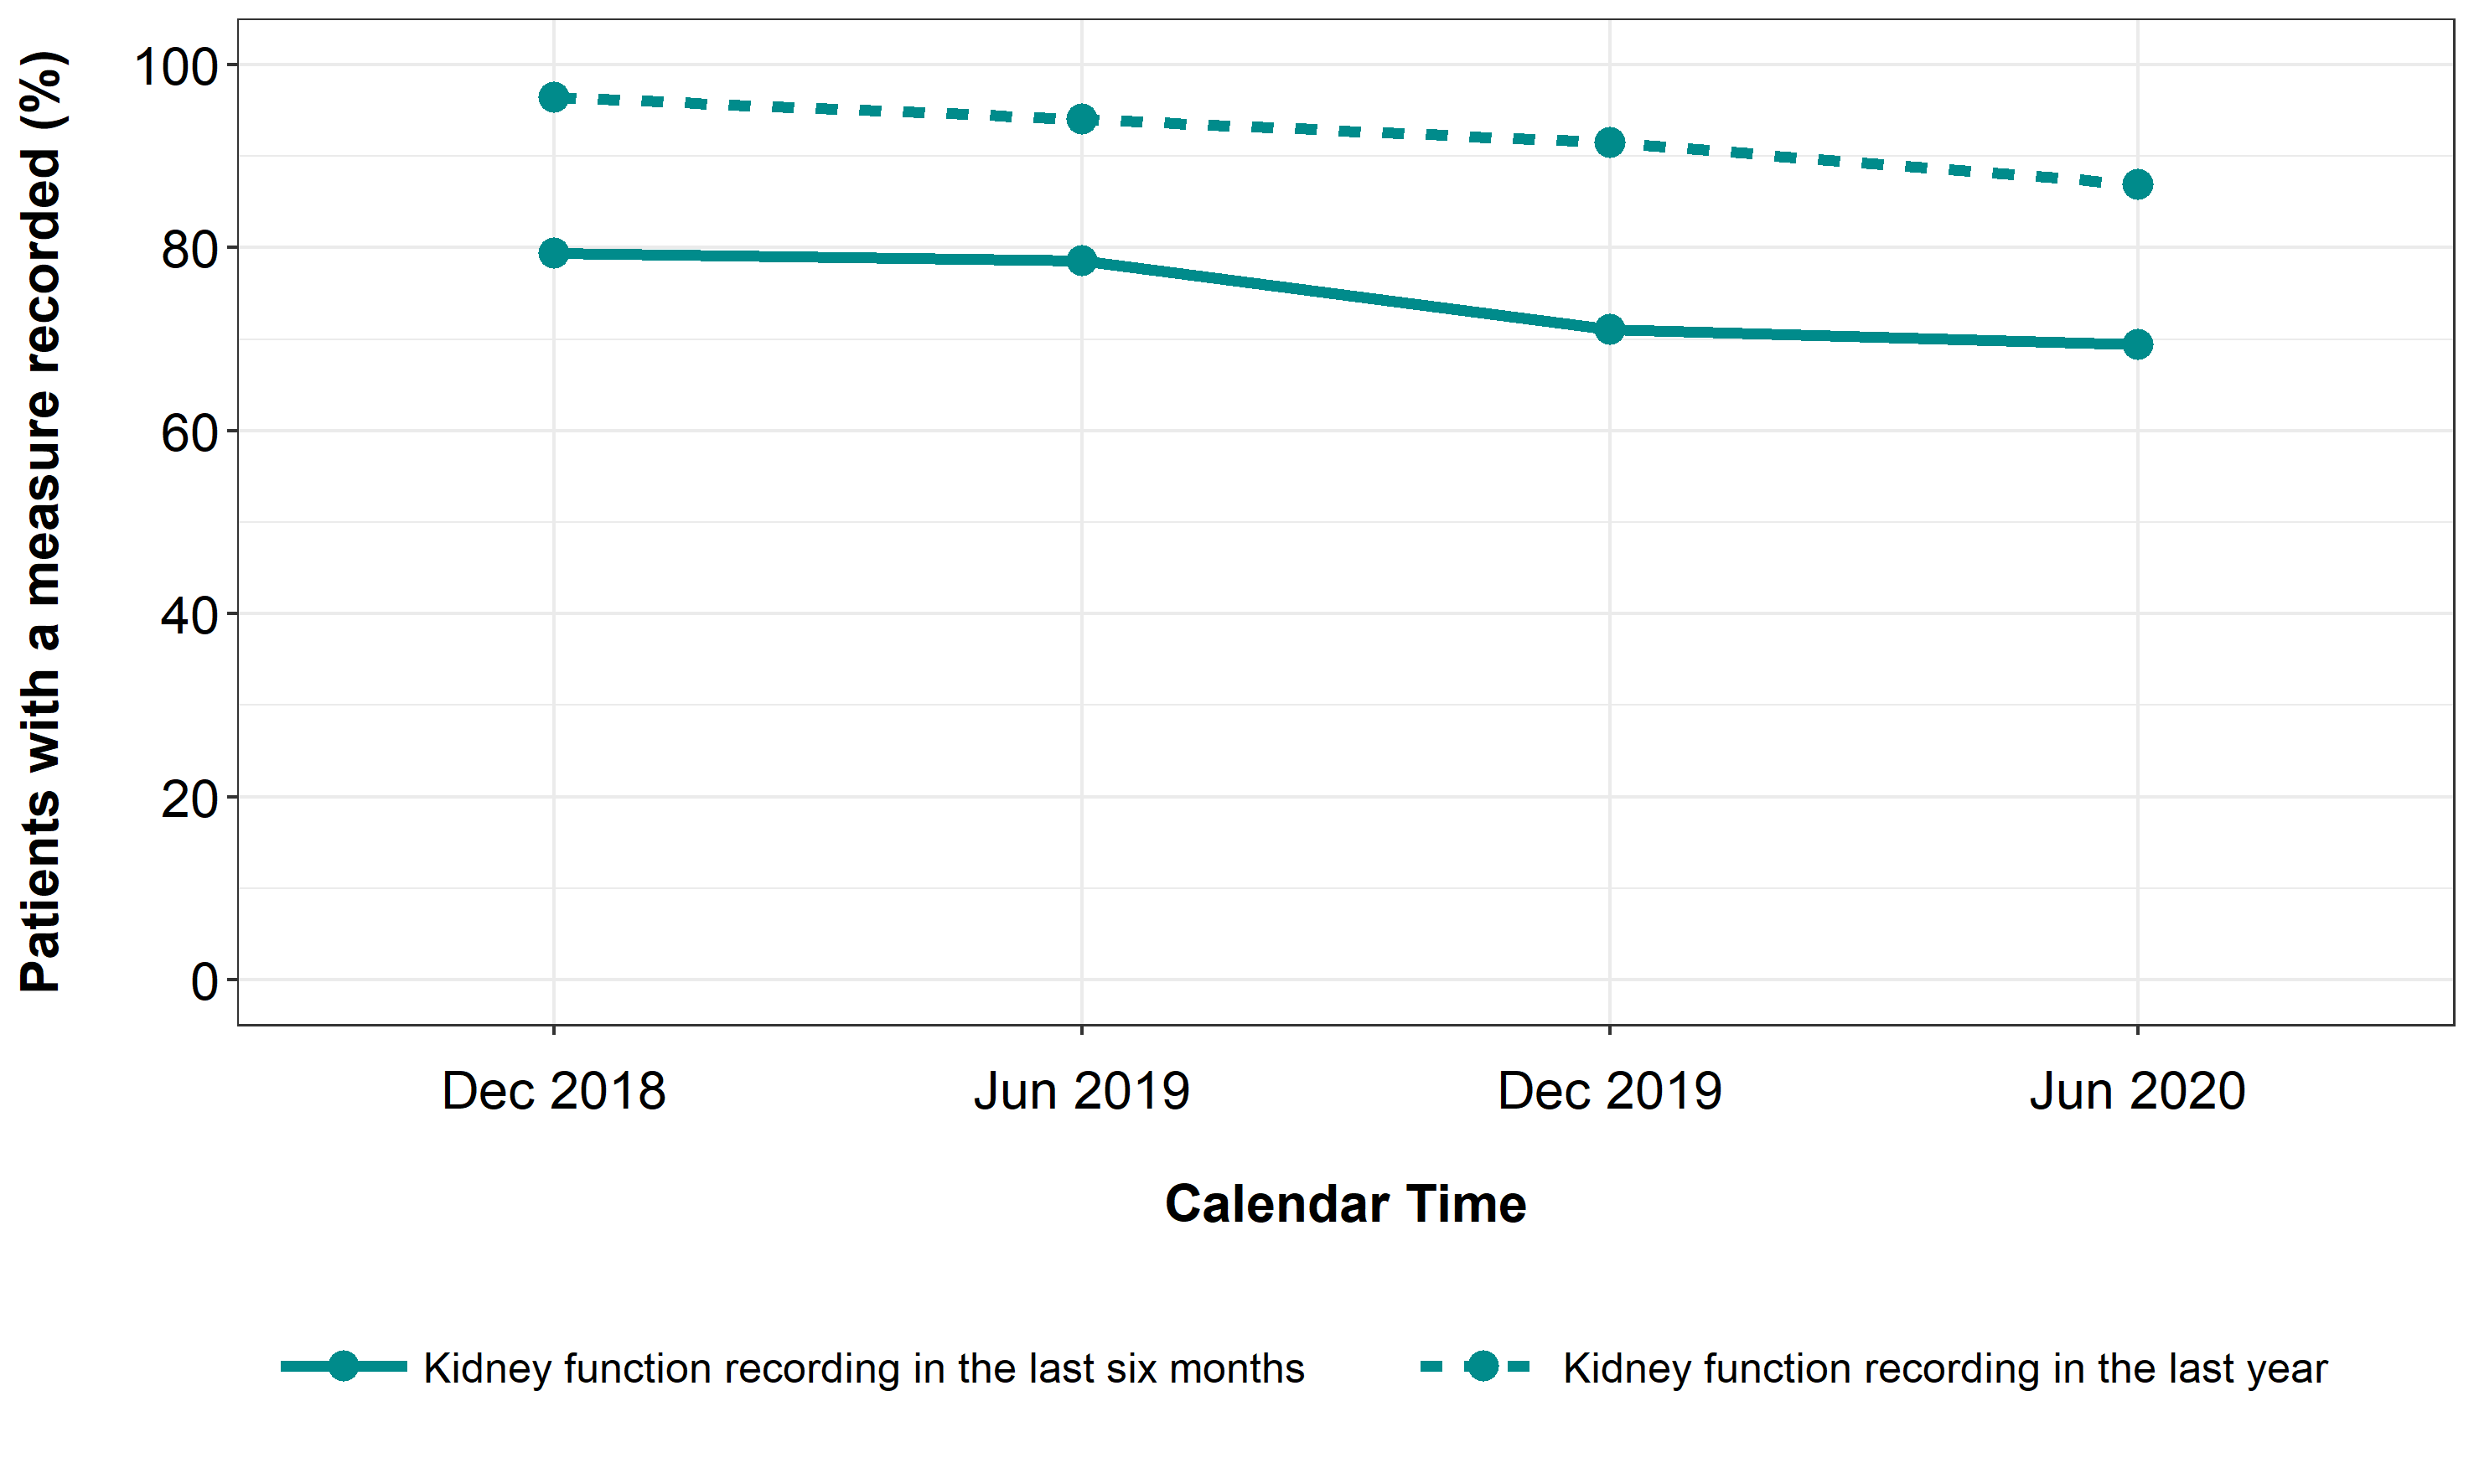 Patients with a measure recorded (%)
100
80
60
40
20
0
Dec 2018 Jun 2019 Dec 2019 Jun 2020
Calendar Time
Kidney function recording in the last six months Kidney function recording in the last year